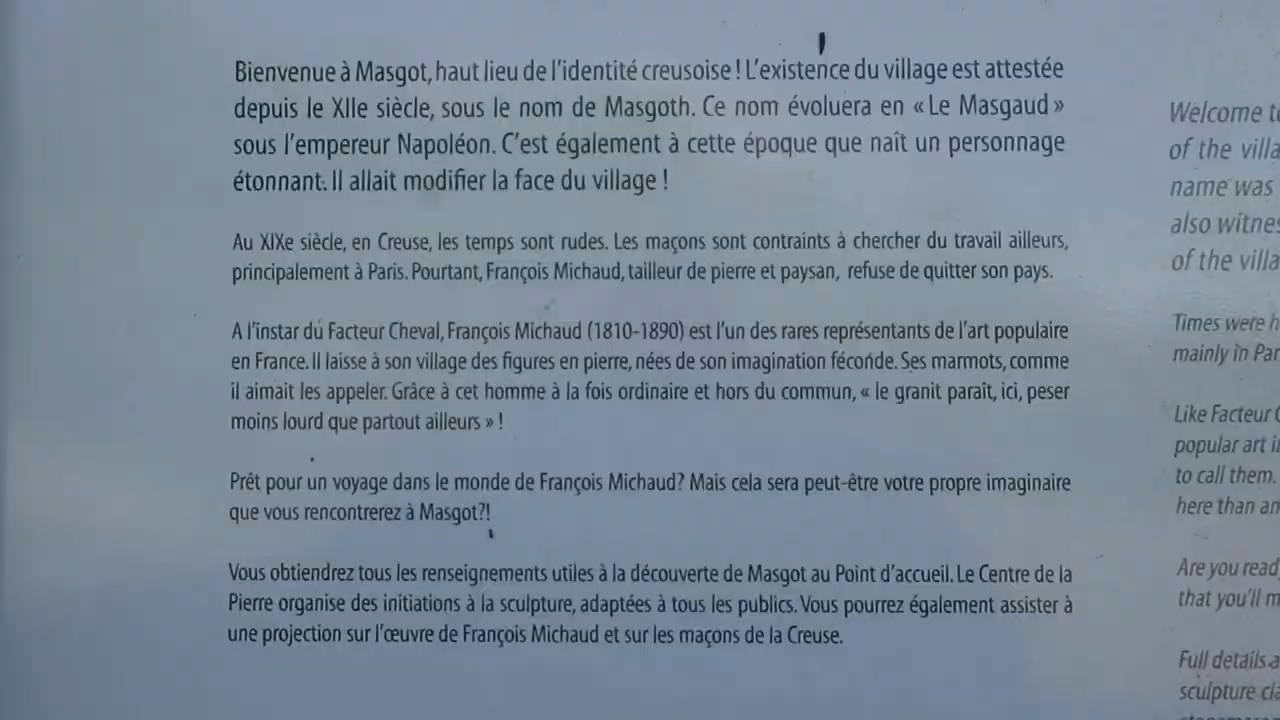 Bienvenue à Masgot, haut lieu de l'identité creusoise ! L'existence du village est attestée
depuis le XIIe siècle, sous le nom de Masgoth. Ce nom évoluera en « Le Masgaud »
sous l'empereur Napoléon. C'est également à cette époque que naît un personnage
étonnant. Il allait modifier la face du village !
Au XIXe siècle, en Creuse, les temps sont rudes. Les maçons sont contraints à chercher du travail ailleurs,
principalement à Paris. Pourtant, François Michaud, tailleur de pierre et paysan, refuse de quitter son pays.
A l'instar du Facteur Cheval, François Michaud (1810-1890) est l'un des rares représentants de l'art populaire
en France. Il laisse à son village des figures en pierre, nées de son imagination féconde. Ses marmots, comme
il aimait les appeler. Grâce à cet homme à la fois ordinaire et hors du commun, « le granit paraît, ici, peser
moins lourd que partout ailleurs » !
Prêt pour un voyage dans le monde de François Michaud? Mais cela sera peut-être votre propre imaginaire
que vous rencontrerez à Masgot?!
Vous obtiendrez tous les renseignements utiles à la découverte de Masgot au Point d'accueil. Le Centre de la
Pierre organise des initiations à la sculpture, adaptées à tous les publics. Vous pourrez également assister à
une projection sur l'œuvre de François Michaud et sur les maçons de la Creuse.
Welcome
of the
name was
also
of the
Times were
mainly in
Like Facteur
popular art
to call them.
here than
Are you
that you'll
Full details
sculpture